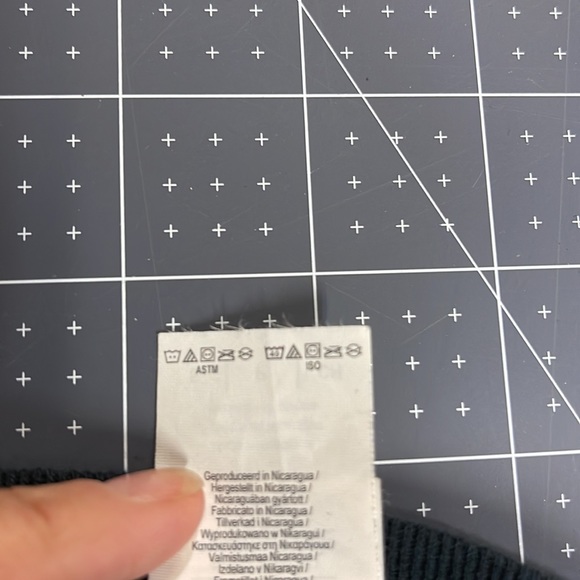 ASTM ISO
Geproduceerd in Nicaragua /
Hergestellt in Nicaragua /
Nicaraguában gyártott /
Fabbricato in Nicaragua /
Tillverkad i Nicaragua /
Wyprodukowano w Nikaragui /
Κατασκευάστηκε στη Νικαράγουα /
Valmistusmaa Nicaragua /
Izdelano v Nikaragvi /